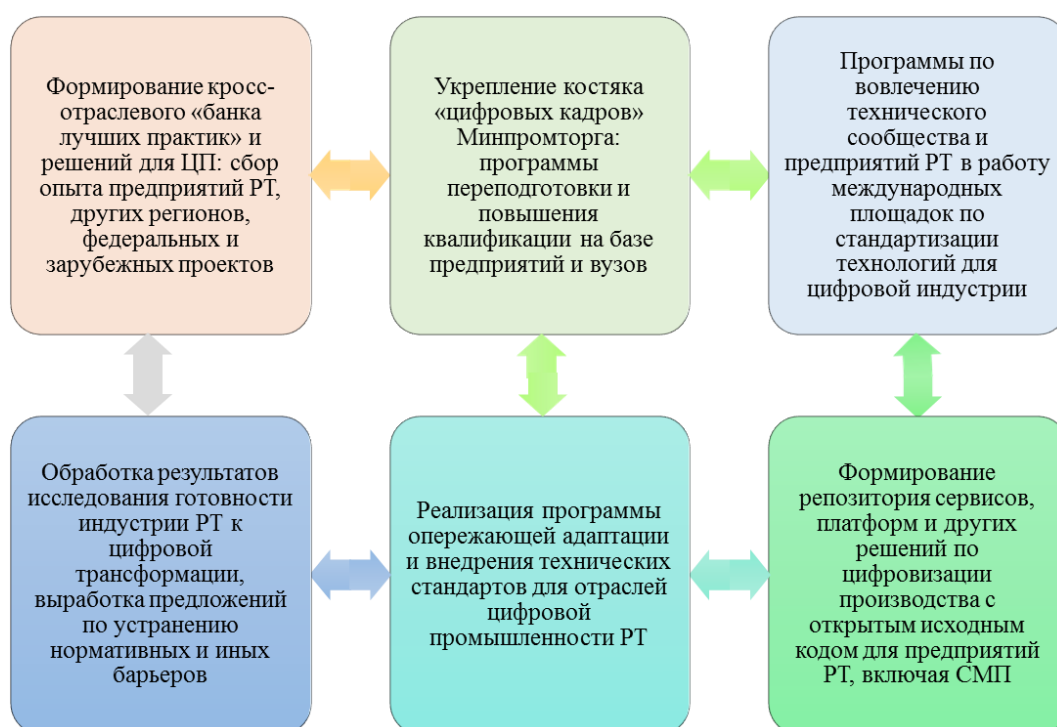 Формирование кросс-
отраслевого «банка
лучших практик» и
решений для ЦП: сбор
опыта предприятий РТ,
других регионов,
федеральных и
зарубежных проектов
Укрепление костяка
«цифровых кадров»
Минпромторга:
программы
переподготовки и
повышения
квалификации на базе
предприятий и вузов
Программы по
вовлечению
технического
сообщества и
предприятий РТ в работу
международных
площадок по
стандартизации
технологий для
цифровой индустрии
Обработка результатов
исследования готовности
индустрии РТ к
цифровой
трансформации,
выработка предложений
по устранению
нормативных и иных
барьеров
Реализация программы
опережающей адаптации
и внедрения технических
стандартов для отраслей
цифровой
промышленности РТ
Формирование
репозитория сервисов,
платформ и других
решений по
цифровизации
производства с
открытым исходным
кодом для предприятий
РТ, включая СМП